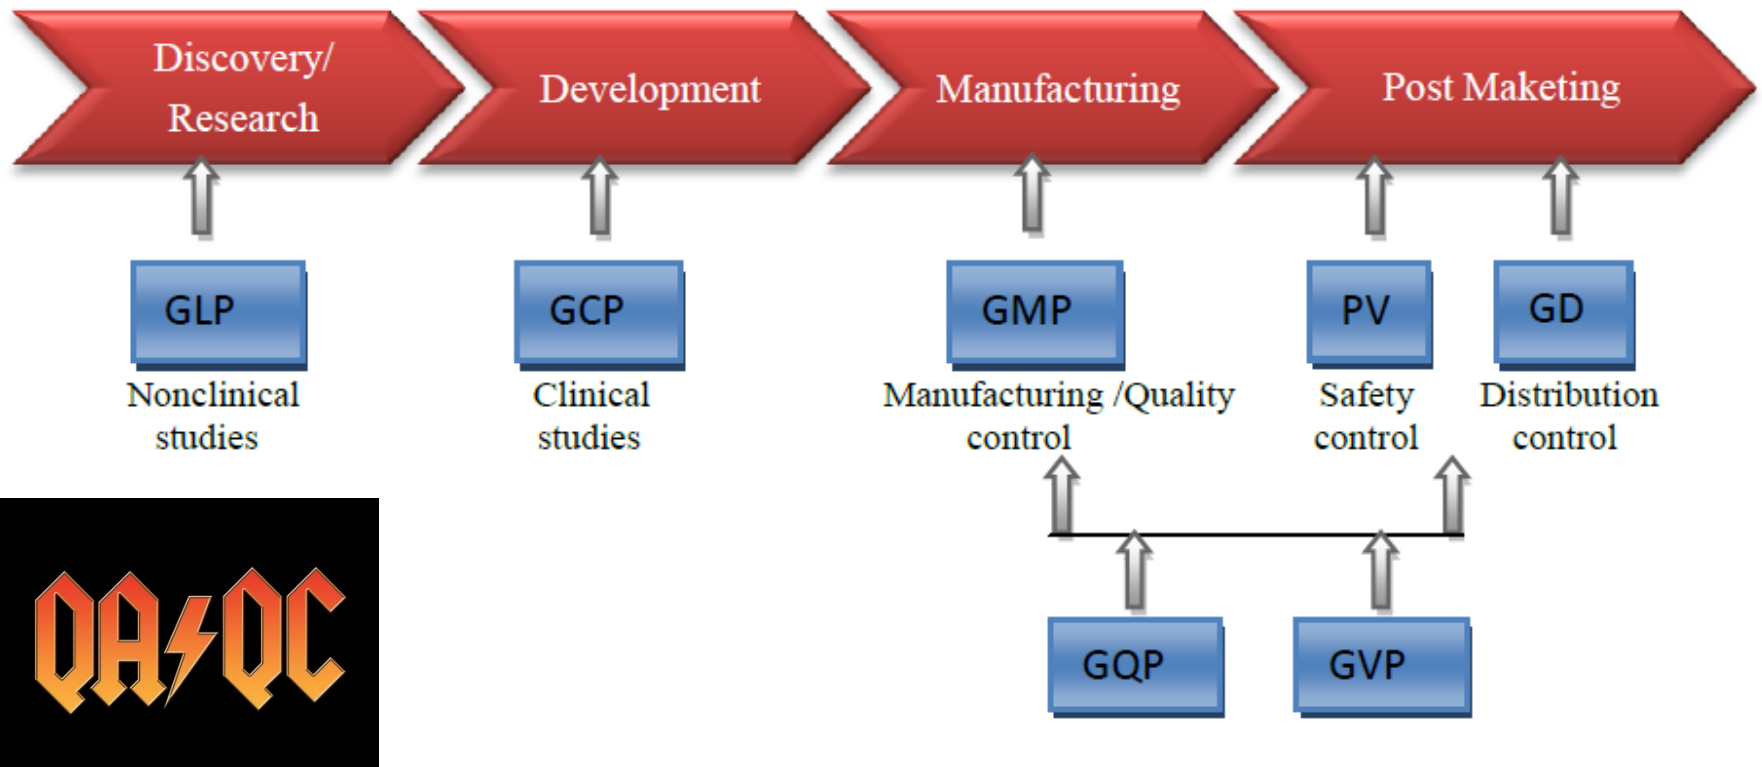 Discovery/
Research
Development
Manufacturing
Post Maketing
GLP
GCP
GMP
PV
GD
Nonclinical
studies
Clinical
studies
Manufacturing /Quality
control
Safety
control
Distribution
control
GQP
GVP
QA⚡QC